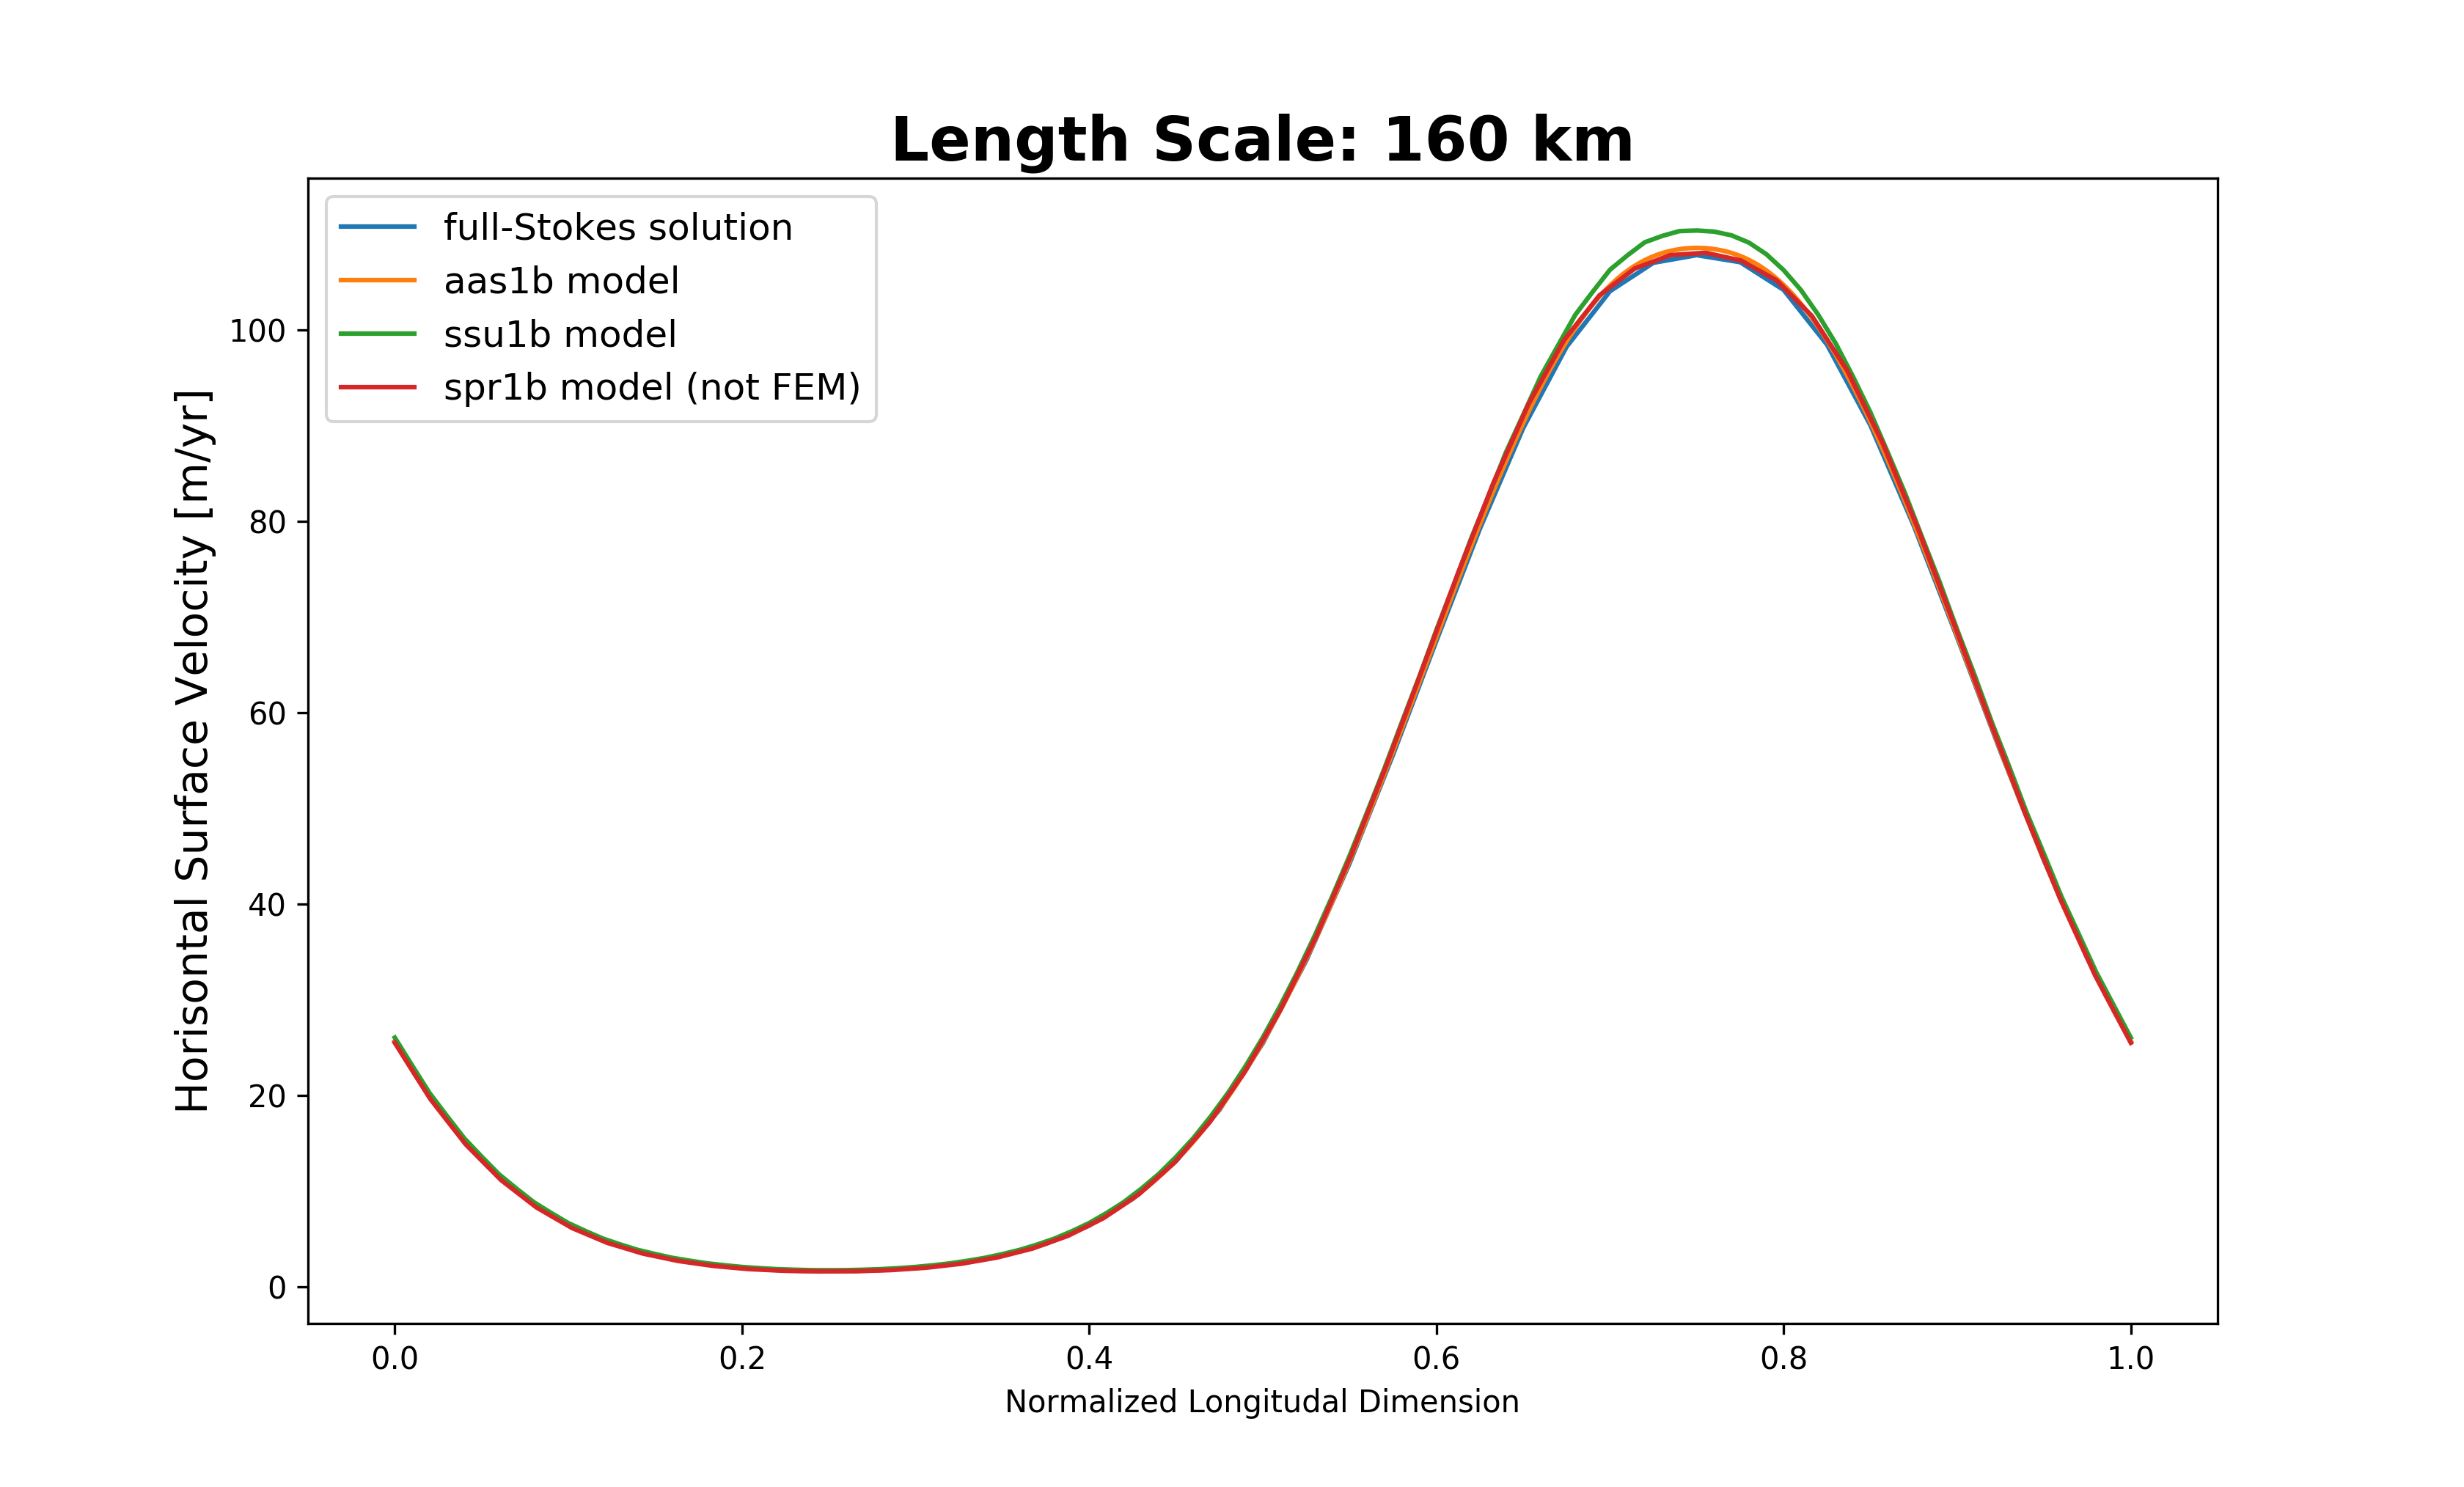 Length Scale: 160 km
full-Stokes solution
aas1b model
ssu1b model
spr1b model (not FEM)
Horisontal Surface Velocity [m/yr]
100
80
60
40
20
0
0.0 0.2 0.4 0.6 0.8 1.0
Normalized Longitudal Dimension